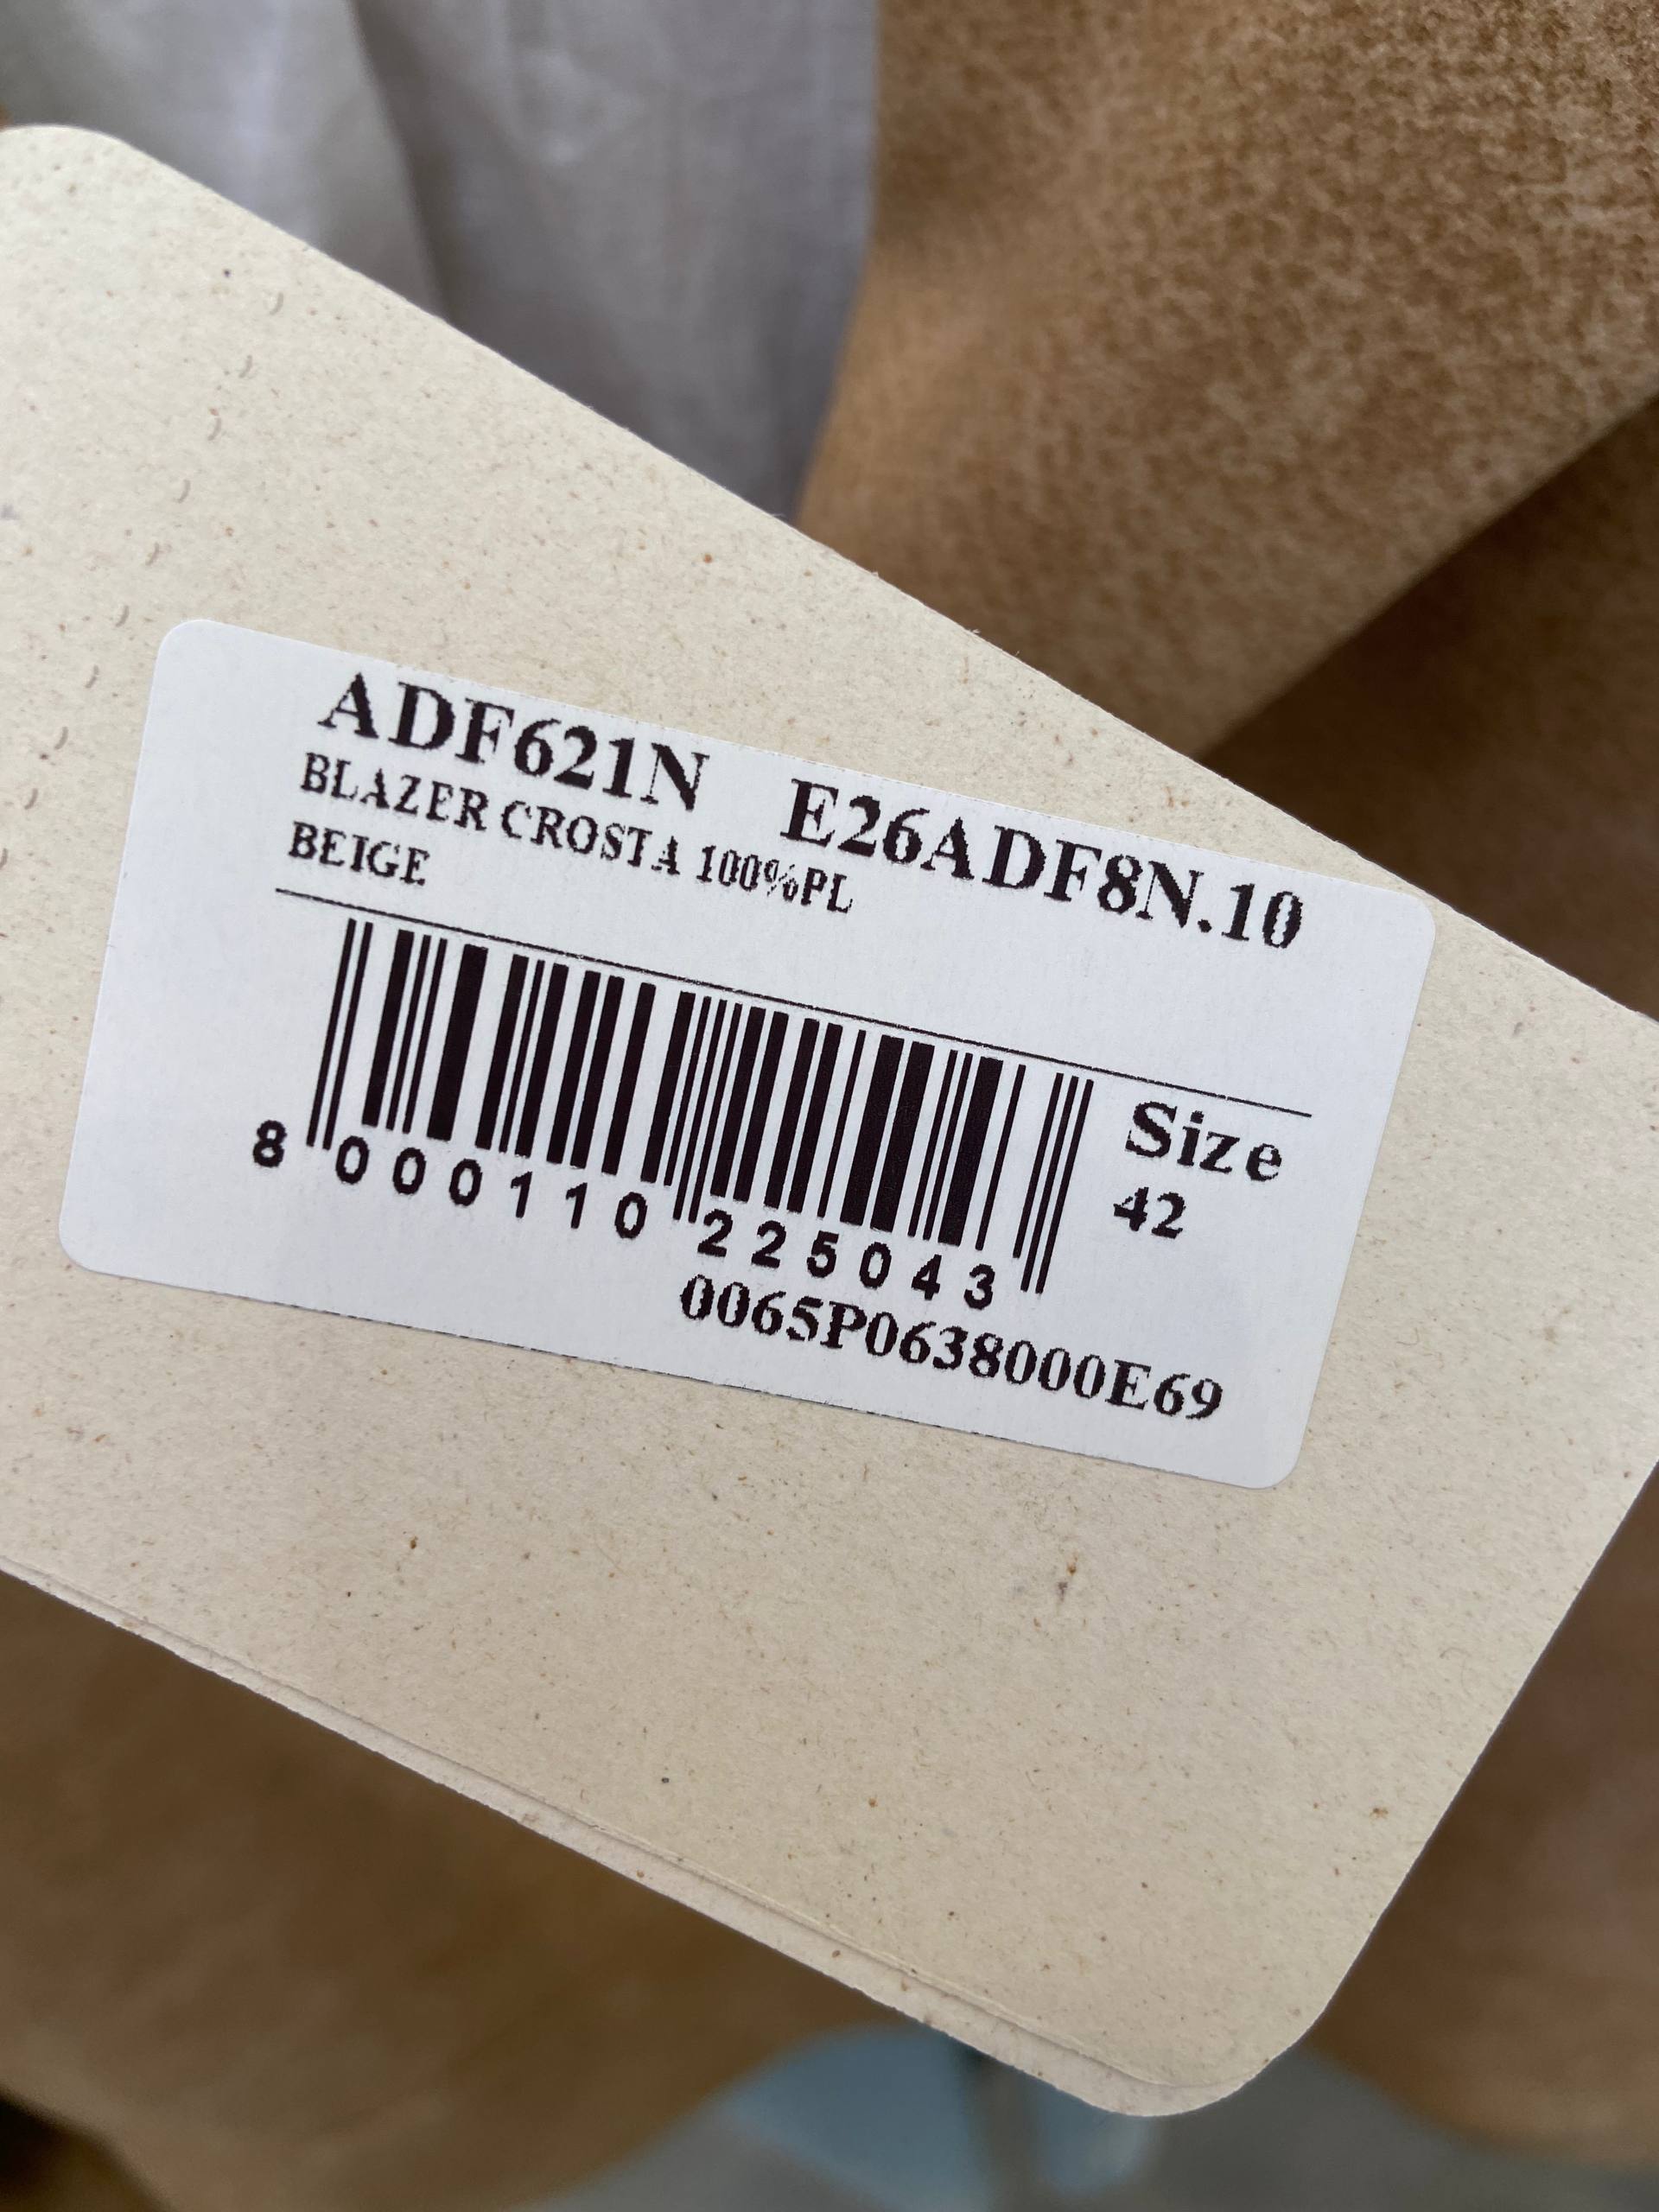 ADF621N E26ADF8N.10
BLAZER CROSTA 100%PL
BEIGE
8 000110 225043
Size
42
0065P0638000E69